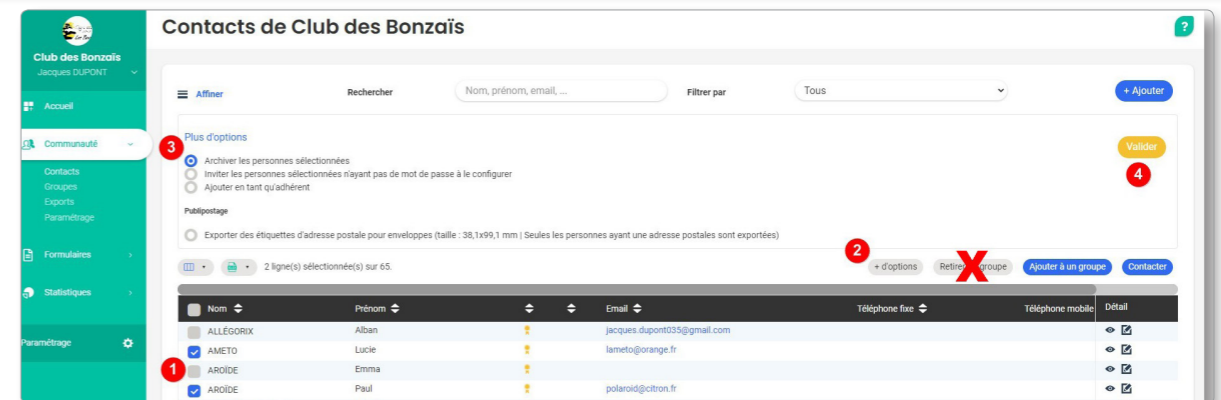 Contacts de Club des Bonzaïs
?
Club des Bonzaïs
Jacques DUPONT
Accueil
Communauté
Contacts
Groupes
Exports
Paramétrage
Formulaires
Statistiques
Paramétrage
Affiner
Rechercher
Nom, prénom, email, ...
Filtrer par
Tous
+ Ajouter
3
Plus d'options
Archiver les personnes sélectionnées
Inviter les personnes sélectionnées n'ayant pas de mot de passe à le configurer
Ajouter en tant qu'adhérent
Valider
4
Publipostage
Exporter des étiquettes d'adresse postale pour enveloppes (taille : 38,1x99,1 mm | Seules les personnes ayant une adresse postales sont exportées)
2
2 ligne(s) sélectionnée(s) sur 65.
+ d'options
Retirer groupe
X
Ajouter à un groupe
Contacter
Nom Prénom Email Téléphone fixe Téléphone mobile Détail
ALLÉGORIX Alban jacques.dupont035@gmail.com
AMETO Lucie lameto@orange.fr
1
AROÏDE Emma
AROÏDE Paul polaroid@citron.fr